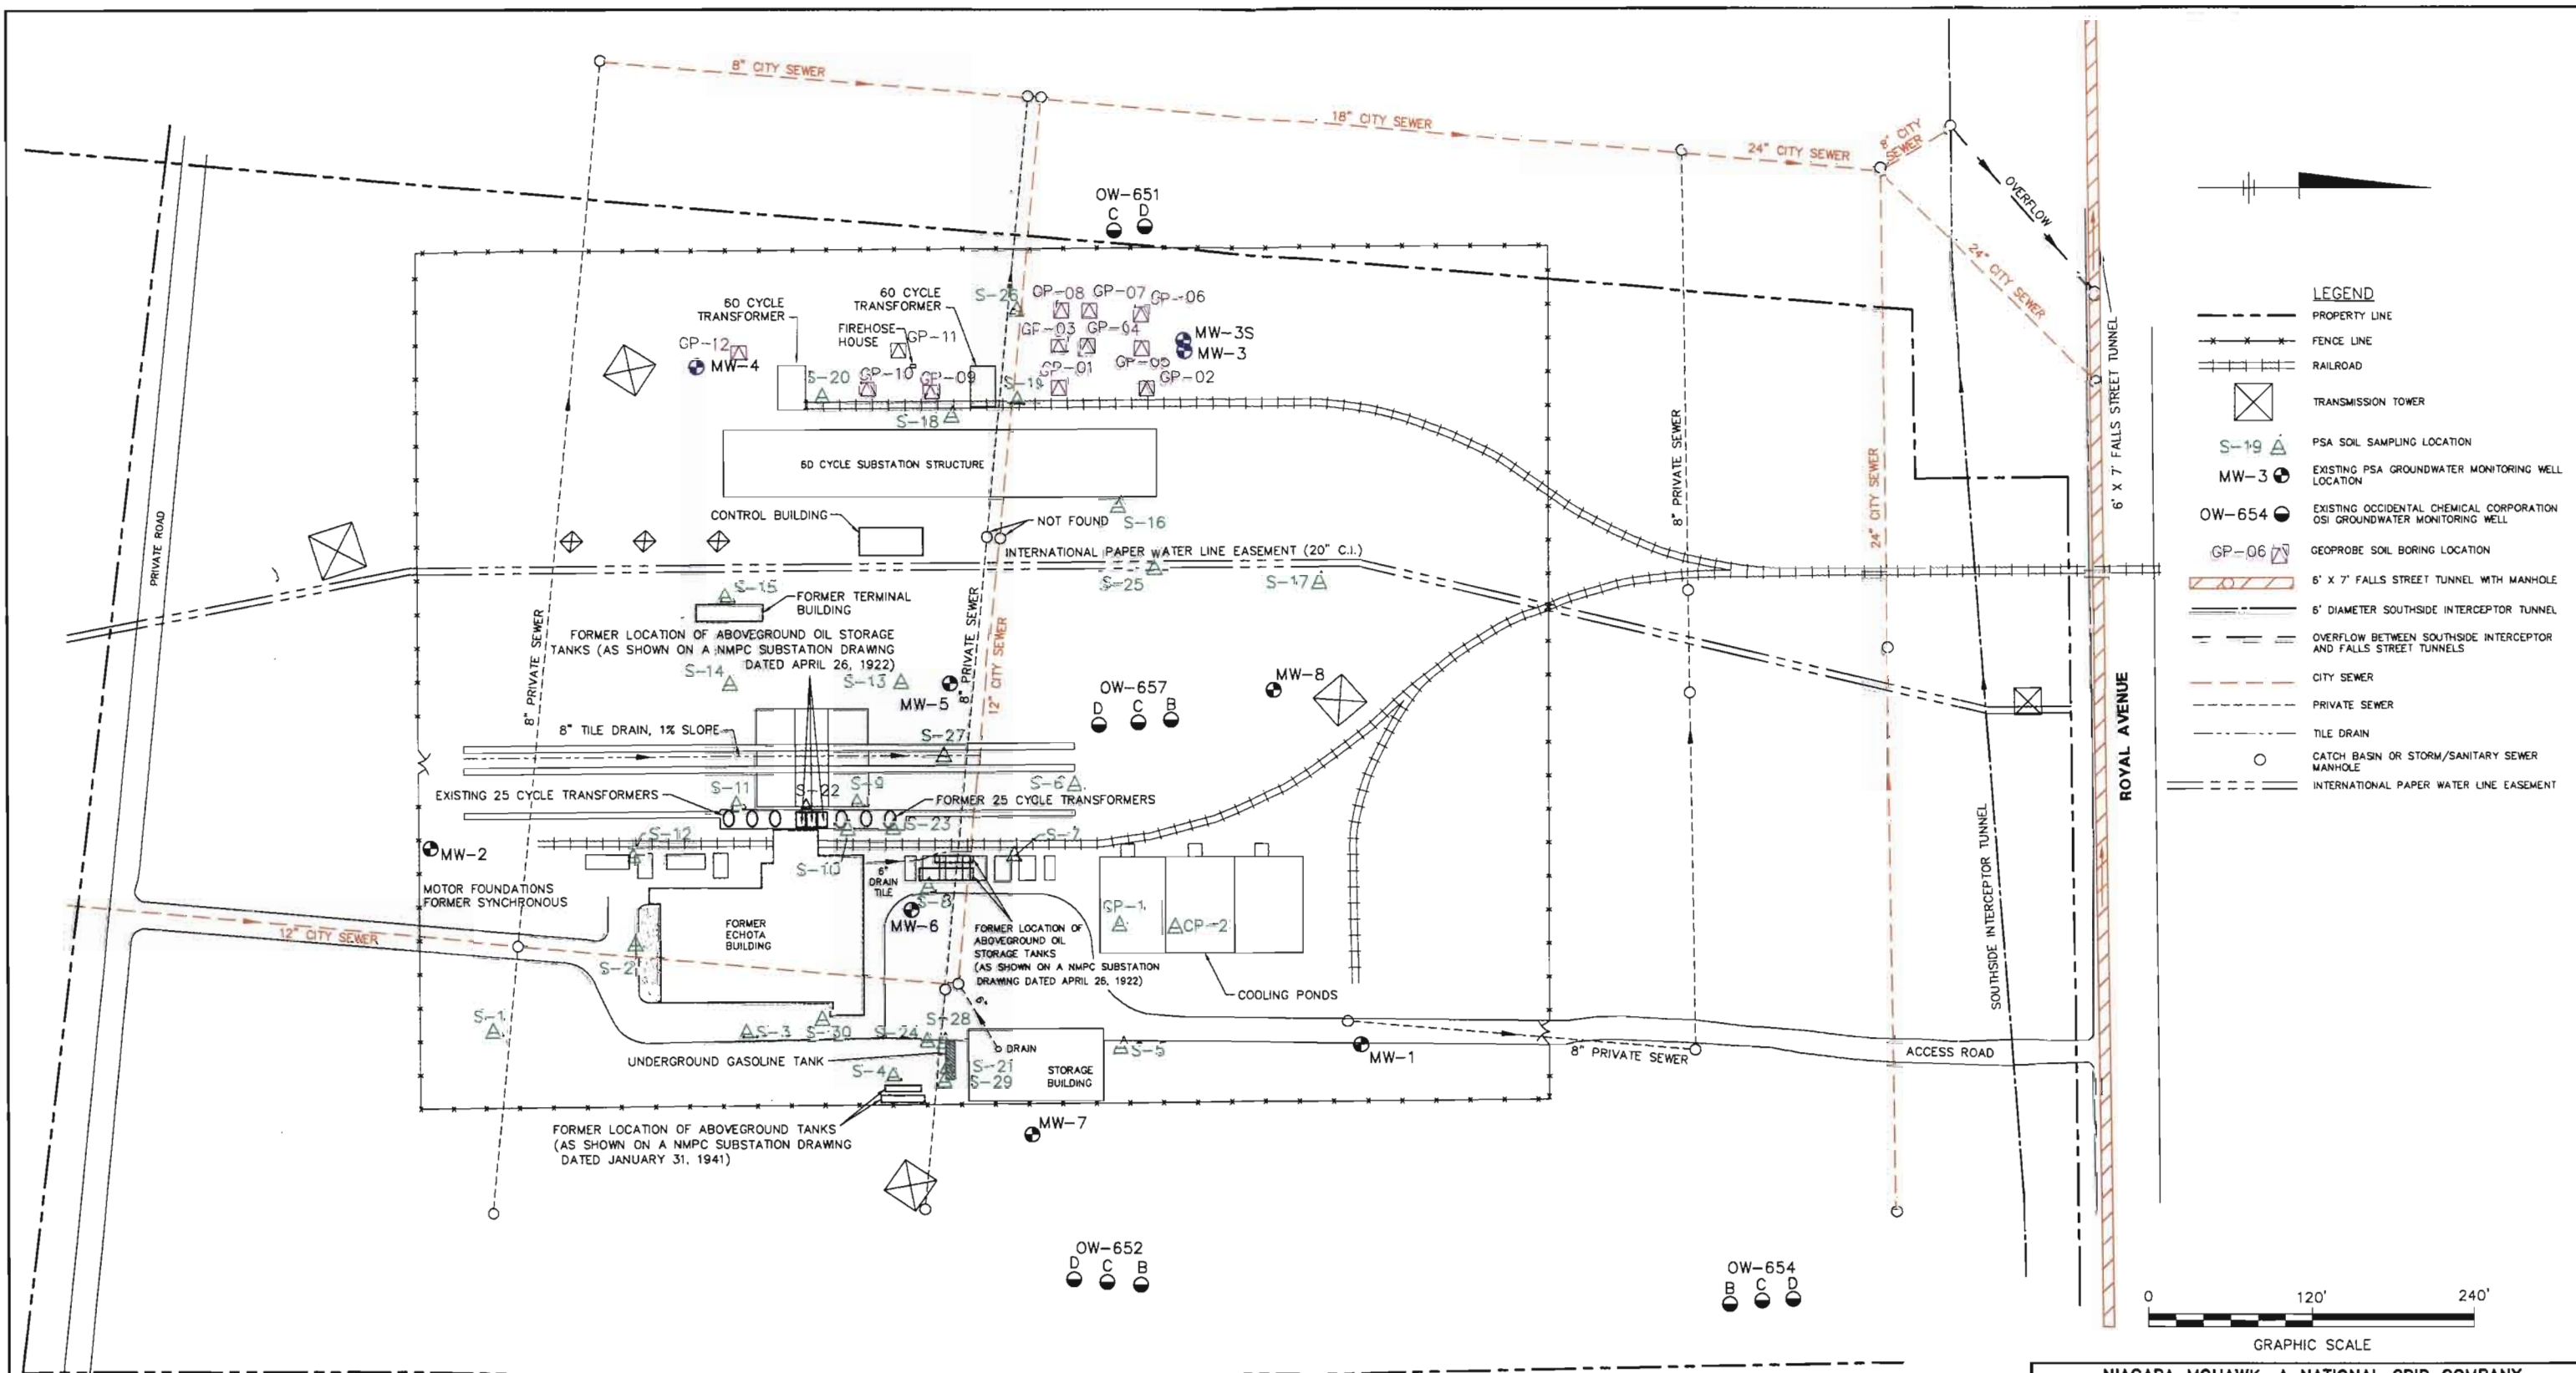 8" CITY SEWER
18" CITY SEWER
24" CITY SEWER
8" CITY
SEWER
OVERFLOW
24" CITY SEWER
6' X 7' FALLS STREET TUNNEL
OW-651
C D
60 CYCLE
TRANSFORMER
60 CYCLE
TRANSFORMER
FIREHOSE
HOUSE
S-26
GP-08
GP-07
GP-06
GP-03
GP-04
MW-3S
MW-3
GP-12
MW-4
GP-11
GP-05
S-20
GP-10
GP-09
S-19
GP-01
GP-02
S-18
60 CYCLE SUBSTATION STRUCTURE
CONTROL BUILDING
NOT FOUND
S-16
INTERNATIONAL PAPER WATER LINE EASEMENT (20" C.I.)
S-25
S-17
PRIVATE ROAD
8" PRIVATE SEWER
8" PRIVATE SEWER
12" CITY SEWER
8" PRIVATE SEWER
24" CITY SEWER
S-15
FORMER TERMINAL
BUILDING
FORMER LOCATION OF ABOVEGROUND OIL STORAGE
TANKS (AS SHOWN ON A NMPC SUBSTATION DRAWING
DATED APRIL 26, 1922)
S-14
S-13
MW-5
OW-657
D C B
MW-8
8" TILE DRAIN, 1% SLOPE
S-27
S-6
S-11
S-22
S-9
EXISTING 25 CYCLE TRANSFORMERS
FORMER 25 CYCLE TRANSFORMERS
S-23
S-12
S-7
MW-2
S-10
6"
DRAIN
TILE
MOTOR FOUNDATIONS
FORMER SYNCHRONOUS
12" CITY SEWER
S-2
FORMER
ECHOTA
BUILDING
S-8
MW-6
FORMER LOCATION OF
ABOVEGROUND OIL
STORAGE TANKS
(AS SHOWN ON A NMPC SUBSTATION
DRAWING DATED APRIL 26, 1922)
CP-1
CP-2
COOLING PONDS
S-1
S-3
S-30
S-24
S-28
6"
DRAIN
UNDERGROUND GASOLINE TANK
S-4
S-21
S-29
STORAGE
BUILDING
S-5
MW-1
8" PRIVATE SEWER
ACCESS ROAD
SOUTHSIDE INTERCEPTOR TUNNEL
ROYAL AVENUE
FORMER LOCATION OF ABOVEGROUND TANKS
(AS SHOWN ON A NMPC SUBSTATION DRAWING
DATED JANUARY 31, 1941)
MW-7
OW-652
D C B
OW-654
B C D
LEGEND
PROPERTY LINE
FENCE LINE
RAILROAD
TRANSMISSION TOWER
S-19 PSA SOIL SAMPLING LOCATION
MW-3 EXISTING PSA GROUNDWATER MONITORING WELL
LOCATION
OW-654 EXISTING OCCIDENTAL CHEMICAL CORPORATION
OSI GROUNDWATER MONITORING WELL
GP-06 GEOPROBE SOIL BORING LOCATION
6' X 7' FALLS STREET TUNNEL WITH MANHOLE
6' DIAMETER SOUTHSIDE INTERCEPTOR TUNNEL
OVERFLOW BETWEEN SOUTHSIDE INTERCEPTOR
AND FALLS STREET TUNNELS
CITY SEWER
PRIVATE SEWER
TILE DRAIN
CATCH BASIN OR STORM/SANITARY SEWER
MANHOLE
INTERNATIONAL PAPER WATER LINE EASEMENT
0 120' 240'
GRAPHIC SCALE
NIAGARA MOHAWK, A NATIONAL GRID COMPANY